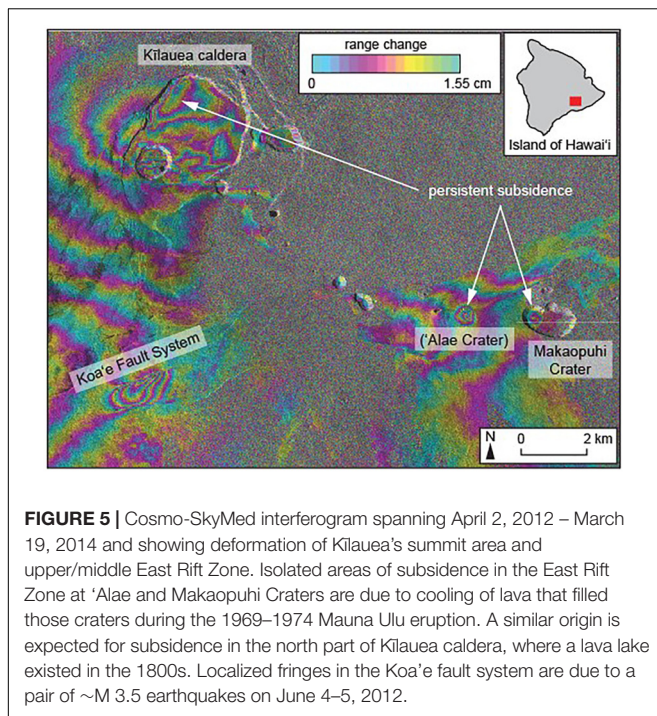 Kīlauea caldera
range change
0 1.55 cm
Island of Hawai'i
persistent subsidence
('Alae Crater)
Makaopuhi
Crater
Koa'e Fault System
N
0 2 km
FIGURE 5 | Cosmo-SkyMed interferogram spanning April 2, 2012 – March
19, 2014 and showing deformation of Kīlauea's summit area and
upper/middle East Rift Zone. Isolated areas of subsidence in the East Rift
Zone at 'Alae and Makaopuhi Craters are due to cooling of lava that filled
those craters during the 1969–1974 Mauna Ulu eruption. A similar origin is
expected for subsidence in the north part of Kīlauea caldera, where a lava lake
existed in the 1800s. Localized fringes in the Koa'e fault system are due to a
pair of ~M 3.5 earthquakes on June 4–5, 2012.